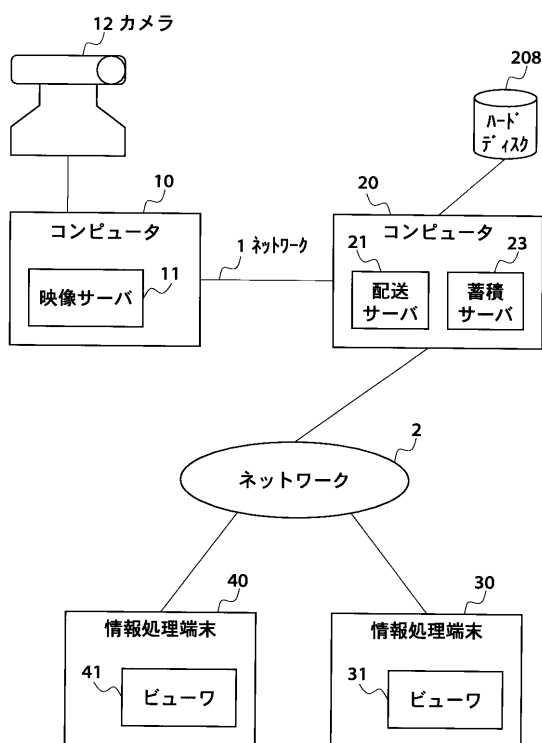 12 カメラ
208
ﾊｰﾄﾞ
ﾃﾞｨｽｸ
10
コンピュータ
映像サーバ
11
1 ﾈｯﾄﾜｰｸ
20
コンピュータ
21
配送
サーバ
23
蓄積
サーバ
2
ネットワーク
40
情報処理端末
41
ビューワ
30
情報処理端末
31
ビューワ